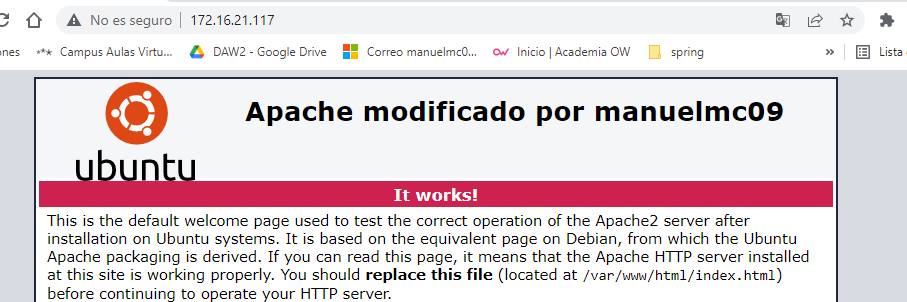 No es seguro | 172.16.21.117
ones *** Campus Aulas Virtu... DAW2 - Google Drive Correo manuelmc0... Inicio | Academia OW spring » Lista
Apache modificado por manuelmc09
ubuntu
It works!
This is the default welcome page used to test the correct operation of the Apache2 server after
installation on Ubuntu systems. It is based on the equivalent page on Debian, from which the Ubuntu
Apache packaging is derived. If you can read this page, it means that the Apache HTTP server installed
at this site is working properly. You should replace this file (located at /var/www/html/index.html)
before continuing to operate your HTTP server.